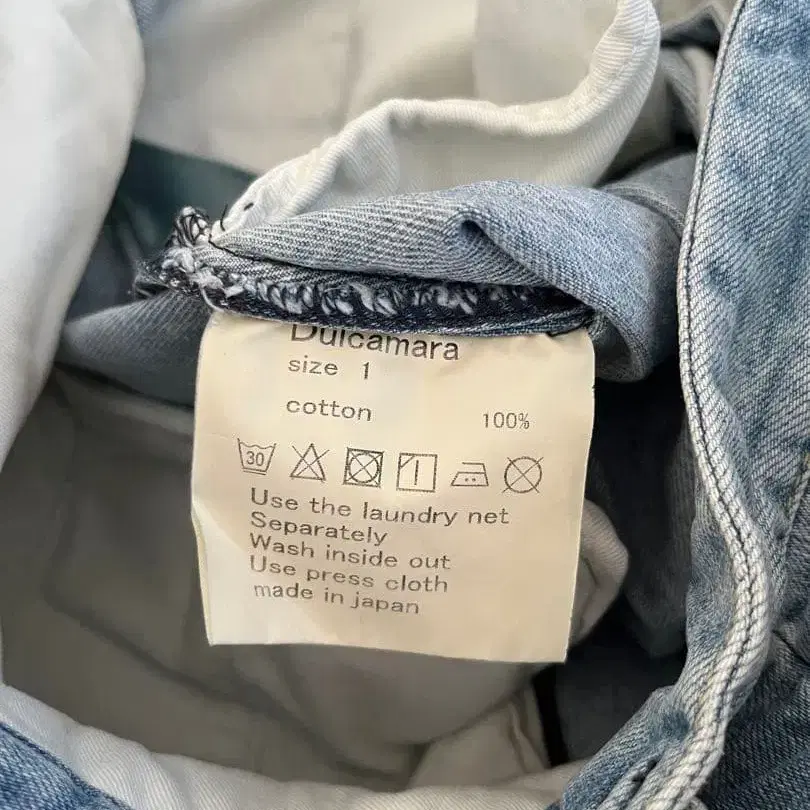 Dulcamara
size 1
cotton 100%
30
Use the laundry net
Separately
Wash inside out
Use press cloth
made in japan